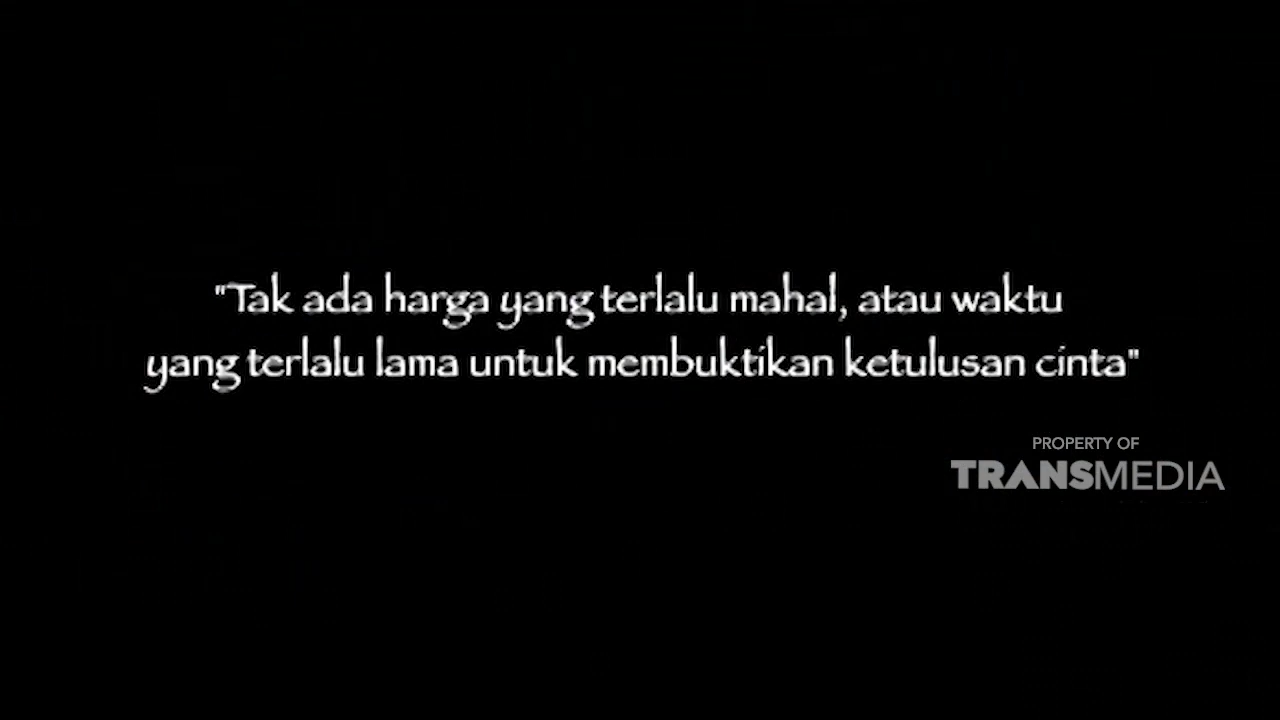 "Tak ada harga yang terlalu mahal, atau waktu
yang terlalu lama untuk membuktikan ketulusan cinta"
PROPERTY OF
TRANSMEDIA